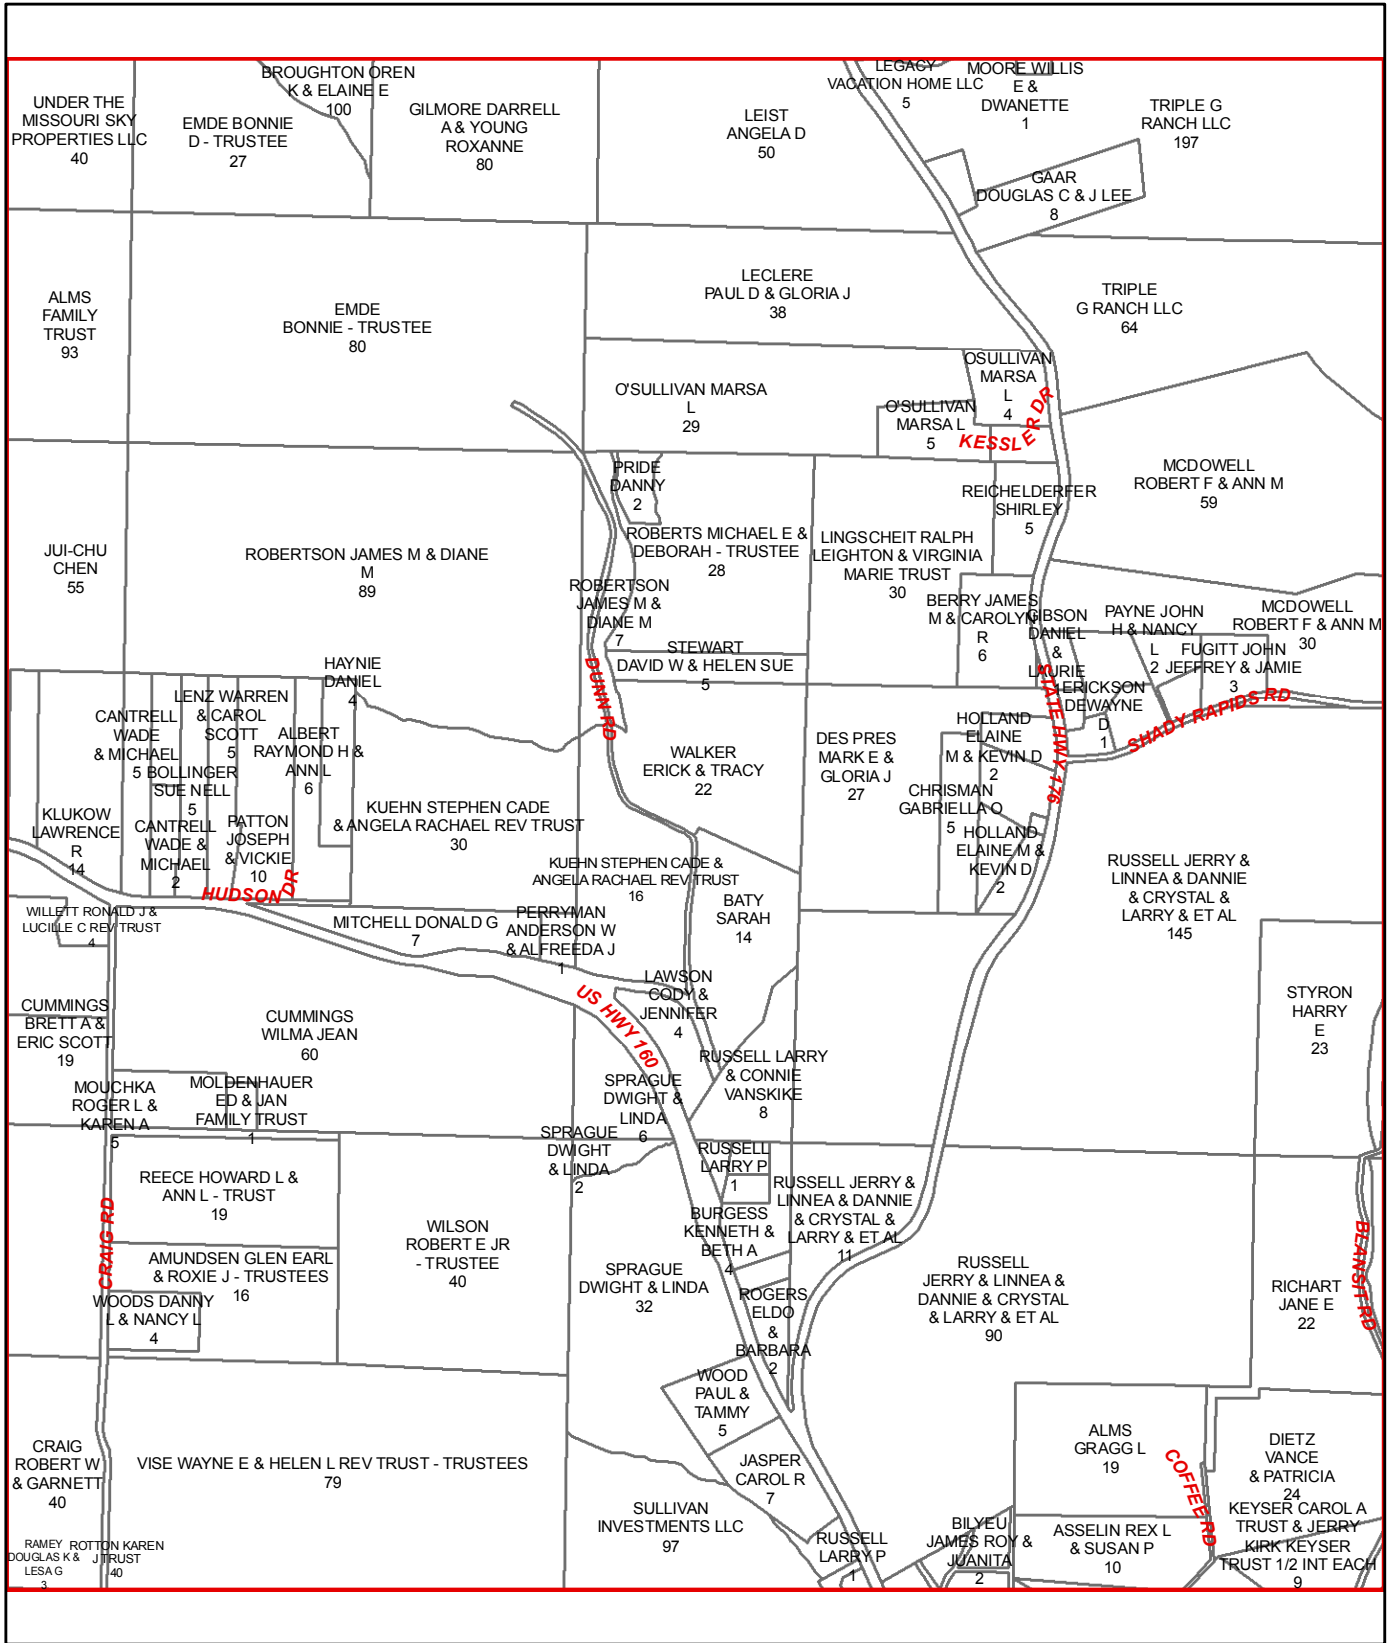 UNDER THE
MISSOURI SKY
PROPERTIES LLC
40
EMDE BONNIE
D - TRUSTEE
27
BROUGHTON OREN
K & ELAINE E
100
GILMORE DARRELL
A & YOUNG
ROXANNE
80
LEIST
ANGELA D
50
LEGACY
VACATION HOME LLC
5
MOORE WILLIS
E &
DWANETTE
1
TRIPLE G
RANCH LLC
197
GAAR
DOUGLAS C & J LEE
8
ALMS
FAMILY
TRUST
93
EMDE
BONNIE - TRUSTEE
80
LECLERE
PAUL D & GLORIA J
38
TRIPLE
G RANCH LLC
64
O'SULLIVAN MARSA
L
29
O'SULLIVAN
MARSA L
5
OSULLIVAN
MARSA
L
4
KESSLER DR
MCDOWELL
ROBERT F & ANN M
59
JUI-CHU
CHEN
55
ROBERTSON JAMES M & DIANE
M
89
PRIDE
DANNY
2
ROBERTS MICHAEL E &
DEBORAH - TRUSTEE
28
LINGSCHEIT RALPH
LEIGHTON & VIRGINIA
MARIE TRUST
30
REICHELDERFER
SHIRLEY
5
ROBERTSON
JAMES M &
DIANE M
7
STEWART
DAVID W & HELEN SUE
5
BERRY JAMES
M & CAROLYN
R
6
GIBSON
DANIEL
&
LAURIE
1
PAYNE JOHN
H & NANCY
L
2
FUGITT JOHN
JEFFREY & JAMIE
3
MCDOWELL
ROBERT F & ANN M
30
ERICKSON
DEWAYNE
D
1
SHADY RAPIDS RD
STATE HWY 176
DUNN RD
HAYNIE
DANIEL
4
LENZ WARREN
& CAROL
SCOTT
5
CANTRELL
WADE
& MICHAEL
5
BOLLINGER
SUE NELL
5
ALBERT
RAYMOND H &
ANN L
6
KLUKOW
LAWRENCE
R
14
CANTRELL
WADE &
MICHAEL
2
PATTON
JOSEPH
& VICKIE
10
KUEHN STEPHEN CADE
& ANGELA RACHAEL REV TRUST
30
WALKER
ERICK & TRACY
22
DES PRES
MARK E &
GLORIA J
27
HOLLAND
ELAINE
M & KEVIN D
2
CHRISMAN
GABRIELLA O
5
HOLLAND
ELAINE M &
KEVIN D
2
HUDSON DR
KUEHN STEPHEN CADE &
ANGELA RACHAEL REV TRUST
16
BATY
SARAH
14
RUSSELL JERRY &
LINNEA & DANNIE
& CRYSTAL &
LARRY & ET AL
145
WILLETT RONALD J &
LUCILLE C REV TRUST
4
MITCHELL DONALD G
7
PERRYMAN
ANDERSON W
& ALFREEDA J
1
LAWSON
CODY &
JENNIFER
4
US HWY 160
STYRON
HARRY
E
23
CUMMINGS
BRETT A &
ERIC SCOTT
19
CUMMINGS
WILMA JEAN
60
RUSSELL LARRY
& CONNIE
VANSKIKE
8
MOUCHKA
ROGER L &
KAREN A
5
MOLDENHAUER
ED & JAN
FAMILY TRUST
1
SPRAGUE
DWIGHT &
LINDA
6
SPRAGUE
DWIGHT
& LINDA
2
RUSSELL
LARRY P
1
REECE HOWARD L &
ANN L - TRUST
19
RUSSELL JERRY &
LINNEA & DANNIE
& CRYSTAL &
LARRY & ET AL
11
CRAIG RD
AMUNDSEN GLEN EARL
& ROXIE J - TRUSTEES
16
WILSON
ROBERT E JR
- TRUSTEE
40
BURGESS
KENNETH &
BETH A
4
SPRAGUE
DWIGHT & LINDA
32
WOODS DANNY
L & NANCY L
4
ROGERS
ELDO
&
BARBARA
2
RUSSELL
JERRY & LINNEA &
DANNIE & CRYSTAL
& LARRY & ET AL
90
RICHART
JANE E
22
BLANSIT RD
WOOD
PAUL &
TAMMY
5
CRAIG
ROBERT W
& GARNETT
40
VISE WAYNE E & HELEN L REV TRUST - TRUSTEES
79
JASPER
CAROL R
7
ALMS
GRAGG L
19
COFFEE RD
DIETZ
VANCE
& PATRICIA
24
SULLIVAN
INVESTMENTS LLC
97
RUSSELL
LARRY P
1
BILYEU
JAMES ROY &
JUANITA
2
ASSELIN REX L
& SUSAN P
10
KEYSER CAROL A
TRUST & JERRY
KIRK KEYSER
TRUST 1/2 INT EACH
9
RAMEY
DOUGLAS K &
LESA G
3
ROTTON KAREN
J TRUST
40